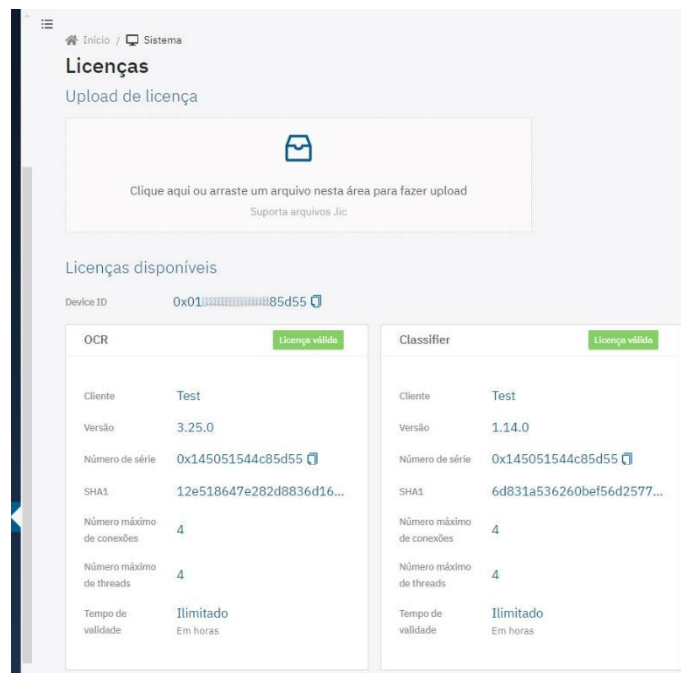 Início / Sistema
Licenças
Upload de licença
Clique aqui ou arraste um arquivo nesta área para fazer upload
Suporta arquivos .lic
Licenças disponíveis
Device ID 0x01 85d55
OCR Licença válida
Cliente Test
Versão 3.25.0
Número de série 0x145051544c85d55
SHA1 12e518647e282d8836d16...
Número máximo
de conexões 4
Número máximo
de threads 4
Tempo de
validade Ilimitado
Em horas
Classifier Licença válida
Cliente Test
Versão 1.14.0
Número de série 0x145051544c85d55
SHA1 6d831a536260bef56d2577...
Número máximo
de conexões 4
Número máximo
de threads 4
Tempo de
validade Ilimitado
Em horas